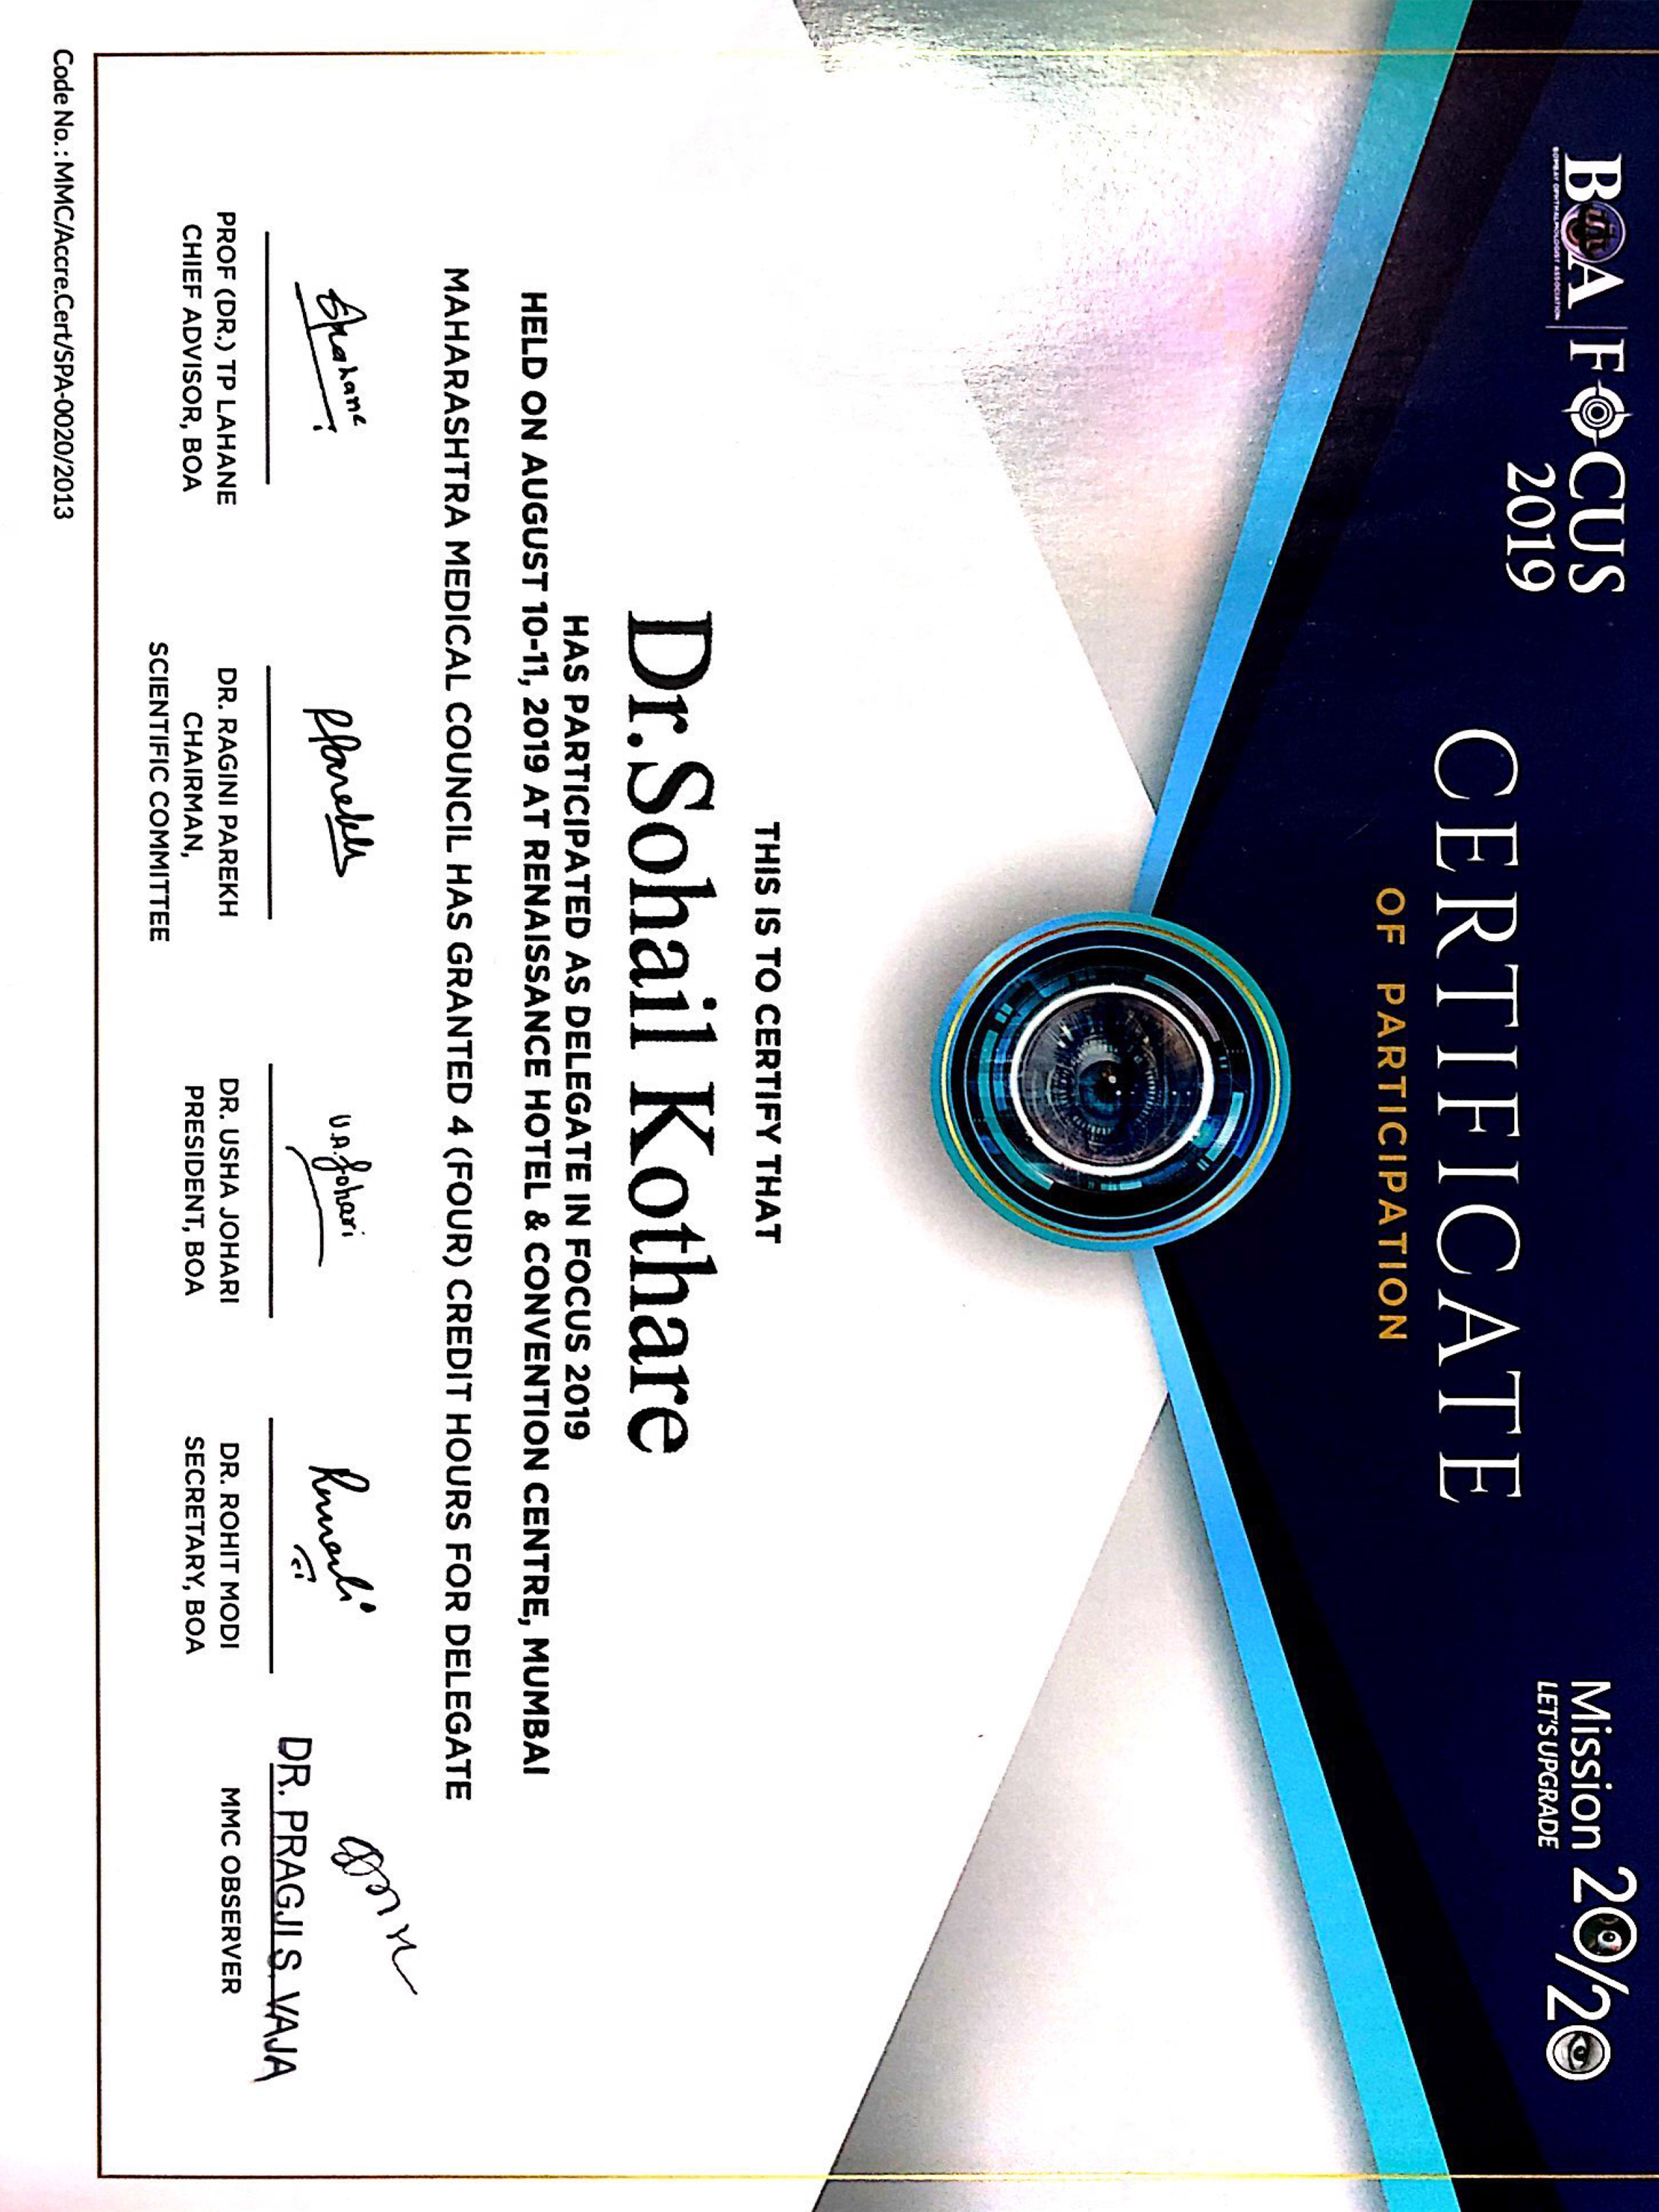 BOA | FOCUS
BOMBAY OPHTHALMOLOGIST ASSOCIATION
2019
Mission 20/20
LET'S UPGRADE
CERTIFICATE
OF PARTICIPATION
THIS IS TO CERTIFY THAT
Dr.Sohail Kothare
HAS PARTICIPATED AS DELEGATE IN FOCUS 2019
HELD ON AUGUST 10-11, 2019 AT RENAISSANCE HOTEL & CONVENTION CENTRE, MUMBAI
MAHARASHTRA MEDICAL COUNCIL HAS GRANTED 4 (FOUR) CREDIT HOURS FOR DELEGATE
U.A.Johari
PROF (DR.) TP LAHANE
CHIEF ADVISOR, BOA
DR. RAGINI PAREKH
CHAIRMAN,
SCIENTIFIC COMMITTEE
DR. USHA JOHARI
PRESIDENT, BOA
DR. ROHIT MODI
SECRETARY, BOA
DR. PRAGJI S. VAJA
MMC OBSERVER
Code No.: MMC/Accre.Cert/SPA-0020/2013